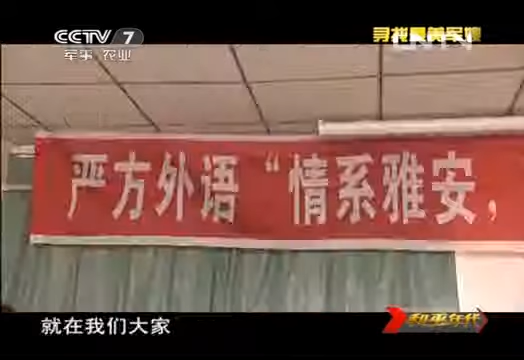 CCTV 7
军事·农业
寻找最美军嫂
严方外语“情系雅安，
和平年代
就在我们大家